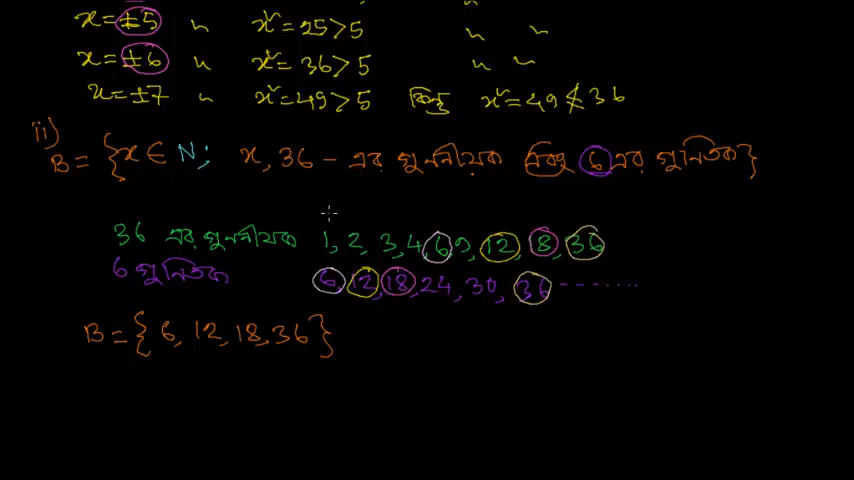 x = ±5 " x² = 25 > 5 " "
x = ±6 " x² = 36 > 5 " "
x = ±7 " x² = 49 > 5 কিন্তু x² = 49 ≮ 36
ii)
B = {x ∈ N; x, 36 - এর গুননীয়ক এবং 6 এর গুনিতক}
36 এর গুননীয়ক 1, 2, 3, 4, 6, 9, 12, 18, 36
6 গুনিতক 6, 12, 18, 24, 30, 36 --------
B = { 6, 12, 18, 36 }